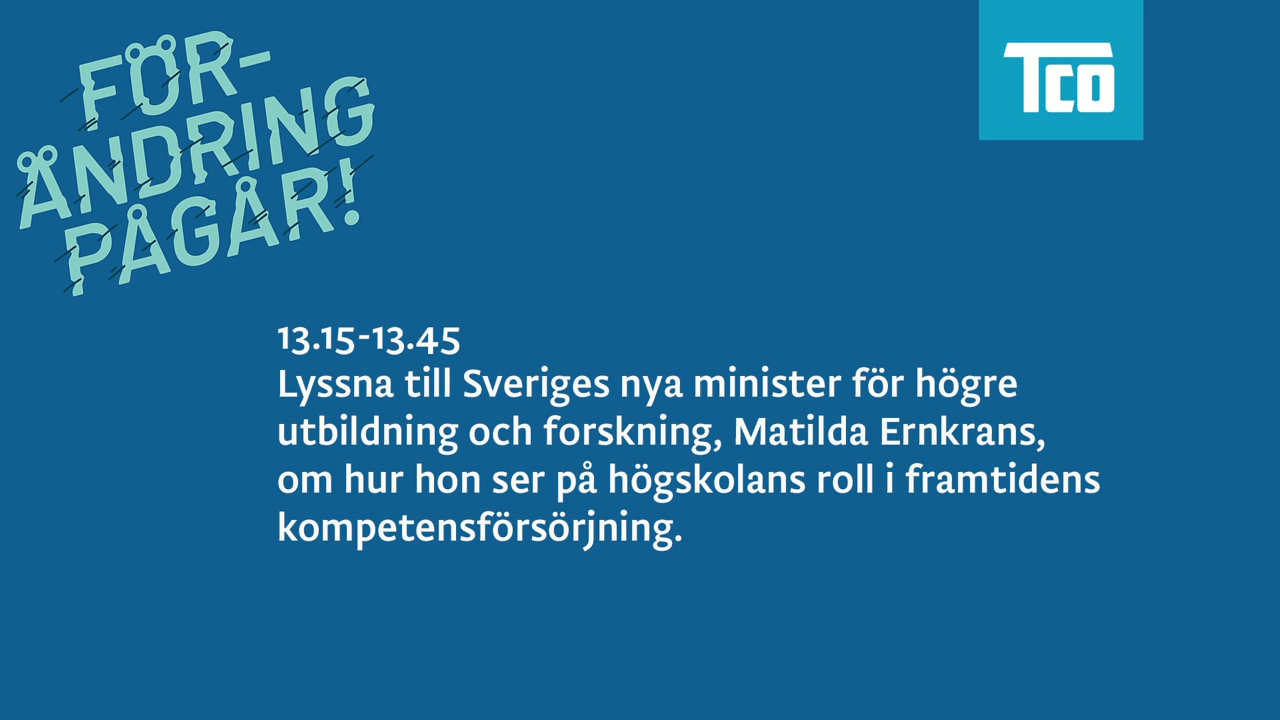 FÖR-
ÄNDRING
PÅGÅR!
TCO
13.15-13.45
Lyssna till Sveriges nya minister för högre
utbildning och forskning, Matilda Ernkrans,
om hur hon ser på högskolans roll i framtidens
kompetensförsörjning.